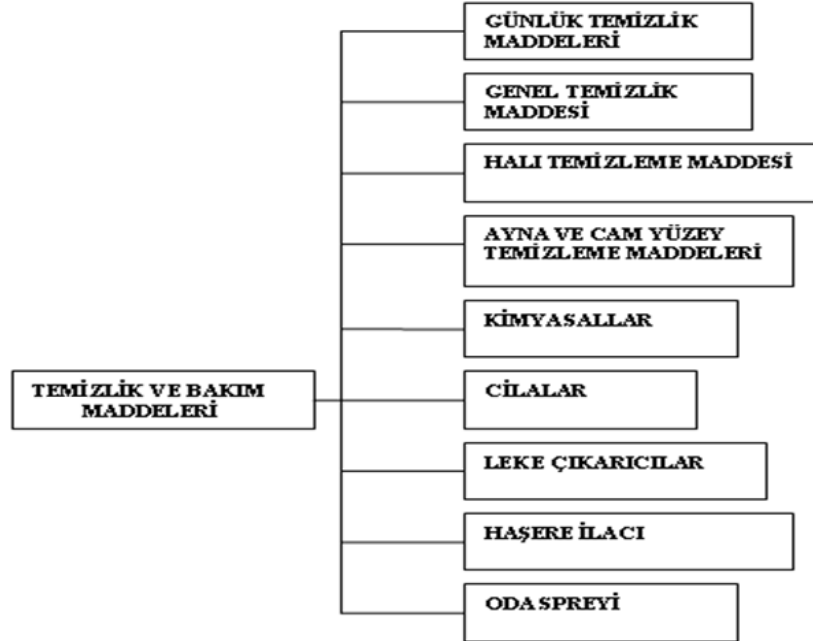 GÜNLÜK TEMİZLİK
MADDELERİ
GENEL TEMİZLİK
MADDESİ
HALI TEMİZLEME MADDESİ
AYNA VE CAM YÜZEY
TEMİZLEME MADDELERİ
KİMYASALLAR
TEMİZLİK VE BAKIM
MADDELERİ
CİLALAR
LEKE ÇIKARICILAR
HAŞERE İLACI
ODA SPREYİ